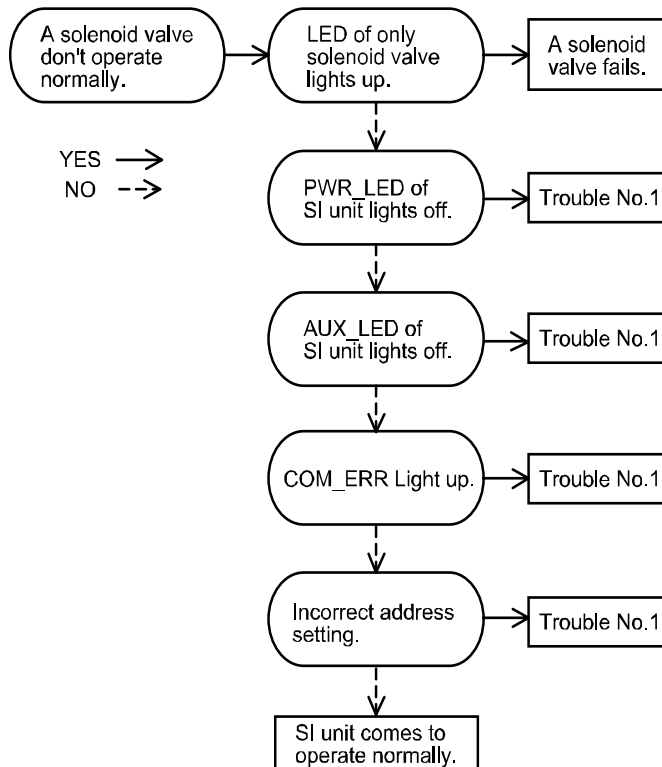 A solenoid valve
don't operate
normally.
LED of only
solenoid valve
lights up.
A solenoid
valve fails.
YES
NO
PWR_LED of
SI unit lights off.
Trouble No.1
AUX_LED of
SI unit lights off.
Trouble No.1
COM_ERR Light up.
Trouble No.1
Incorrect address
setting.
Trouble No.1
SI unit comes to
operate normally.